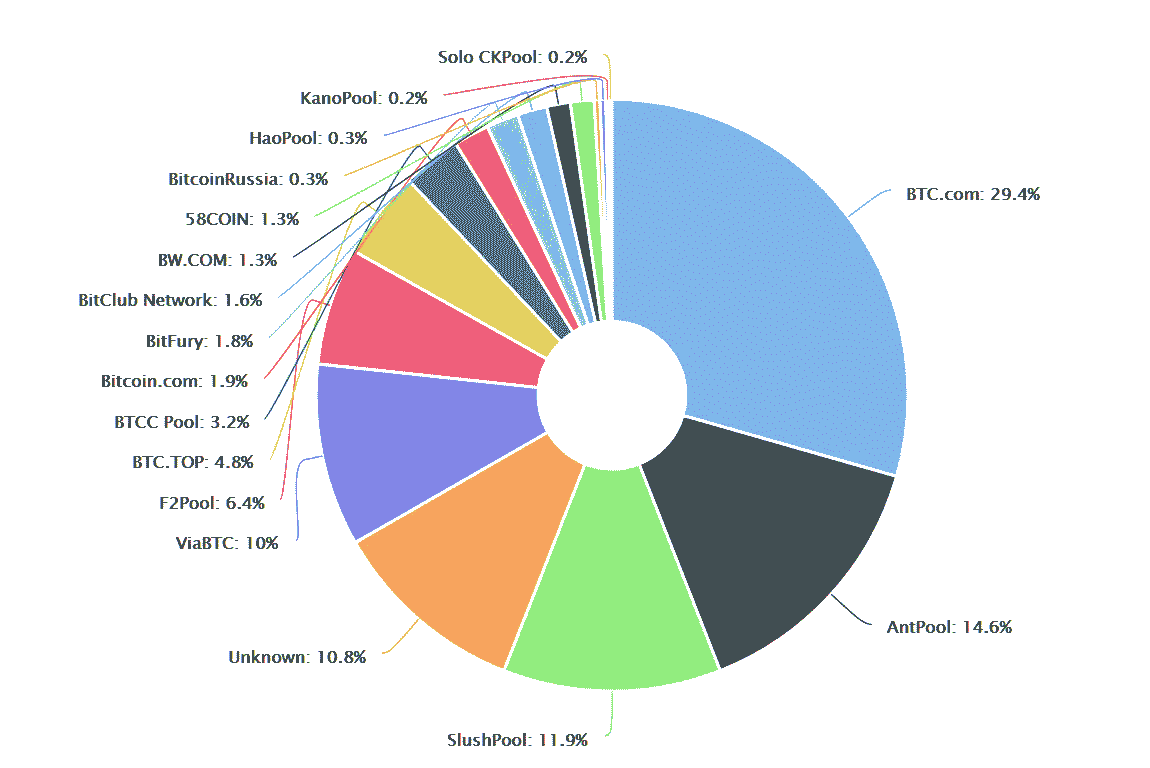 Solo CKPool: 0.2%
KanoPool: 0.2%
HaoPool: 0.3%
BitcoinRussia: 0.3%
58COIN: 1.3%
BW.COM: 1.3%
BitClub Network: 1.6%
BitFury: 1.8%
Bitcoin.com: 1.9%
BTCC Pool: 3.2%
BTC.TOP: 4.8%
F2Pool: 6.4%
ViaBTC: 10%
Unknown: 10.8%
SlushPool: 11.9%
AntPool: 14.6%
BTC.com: 29.4%